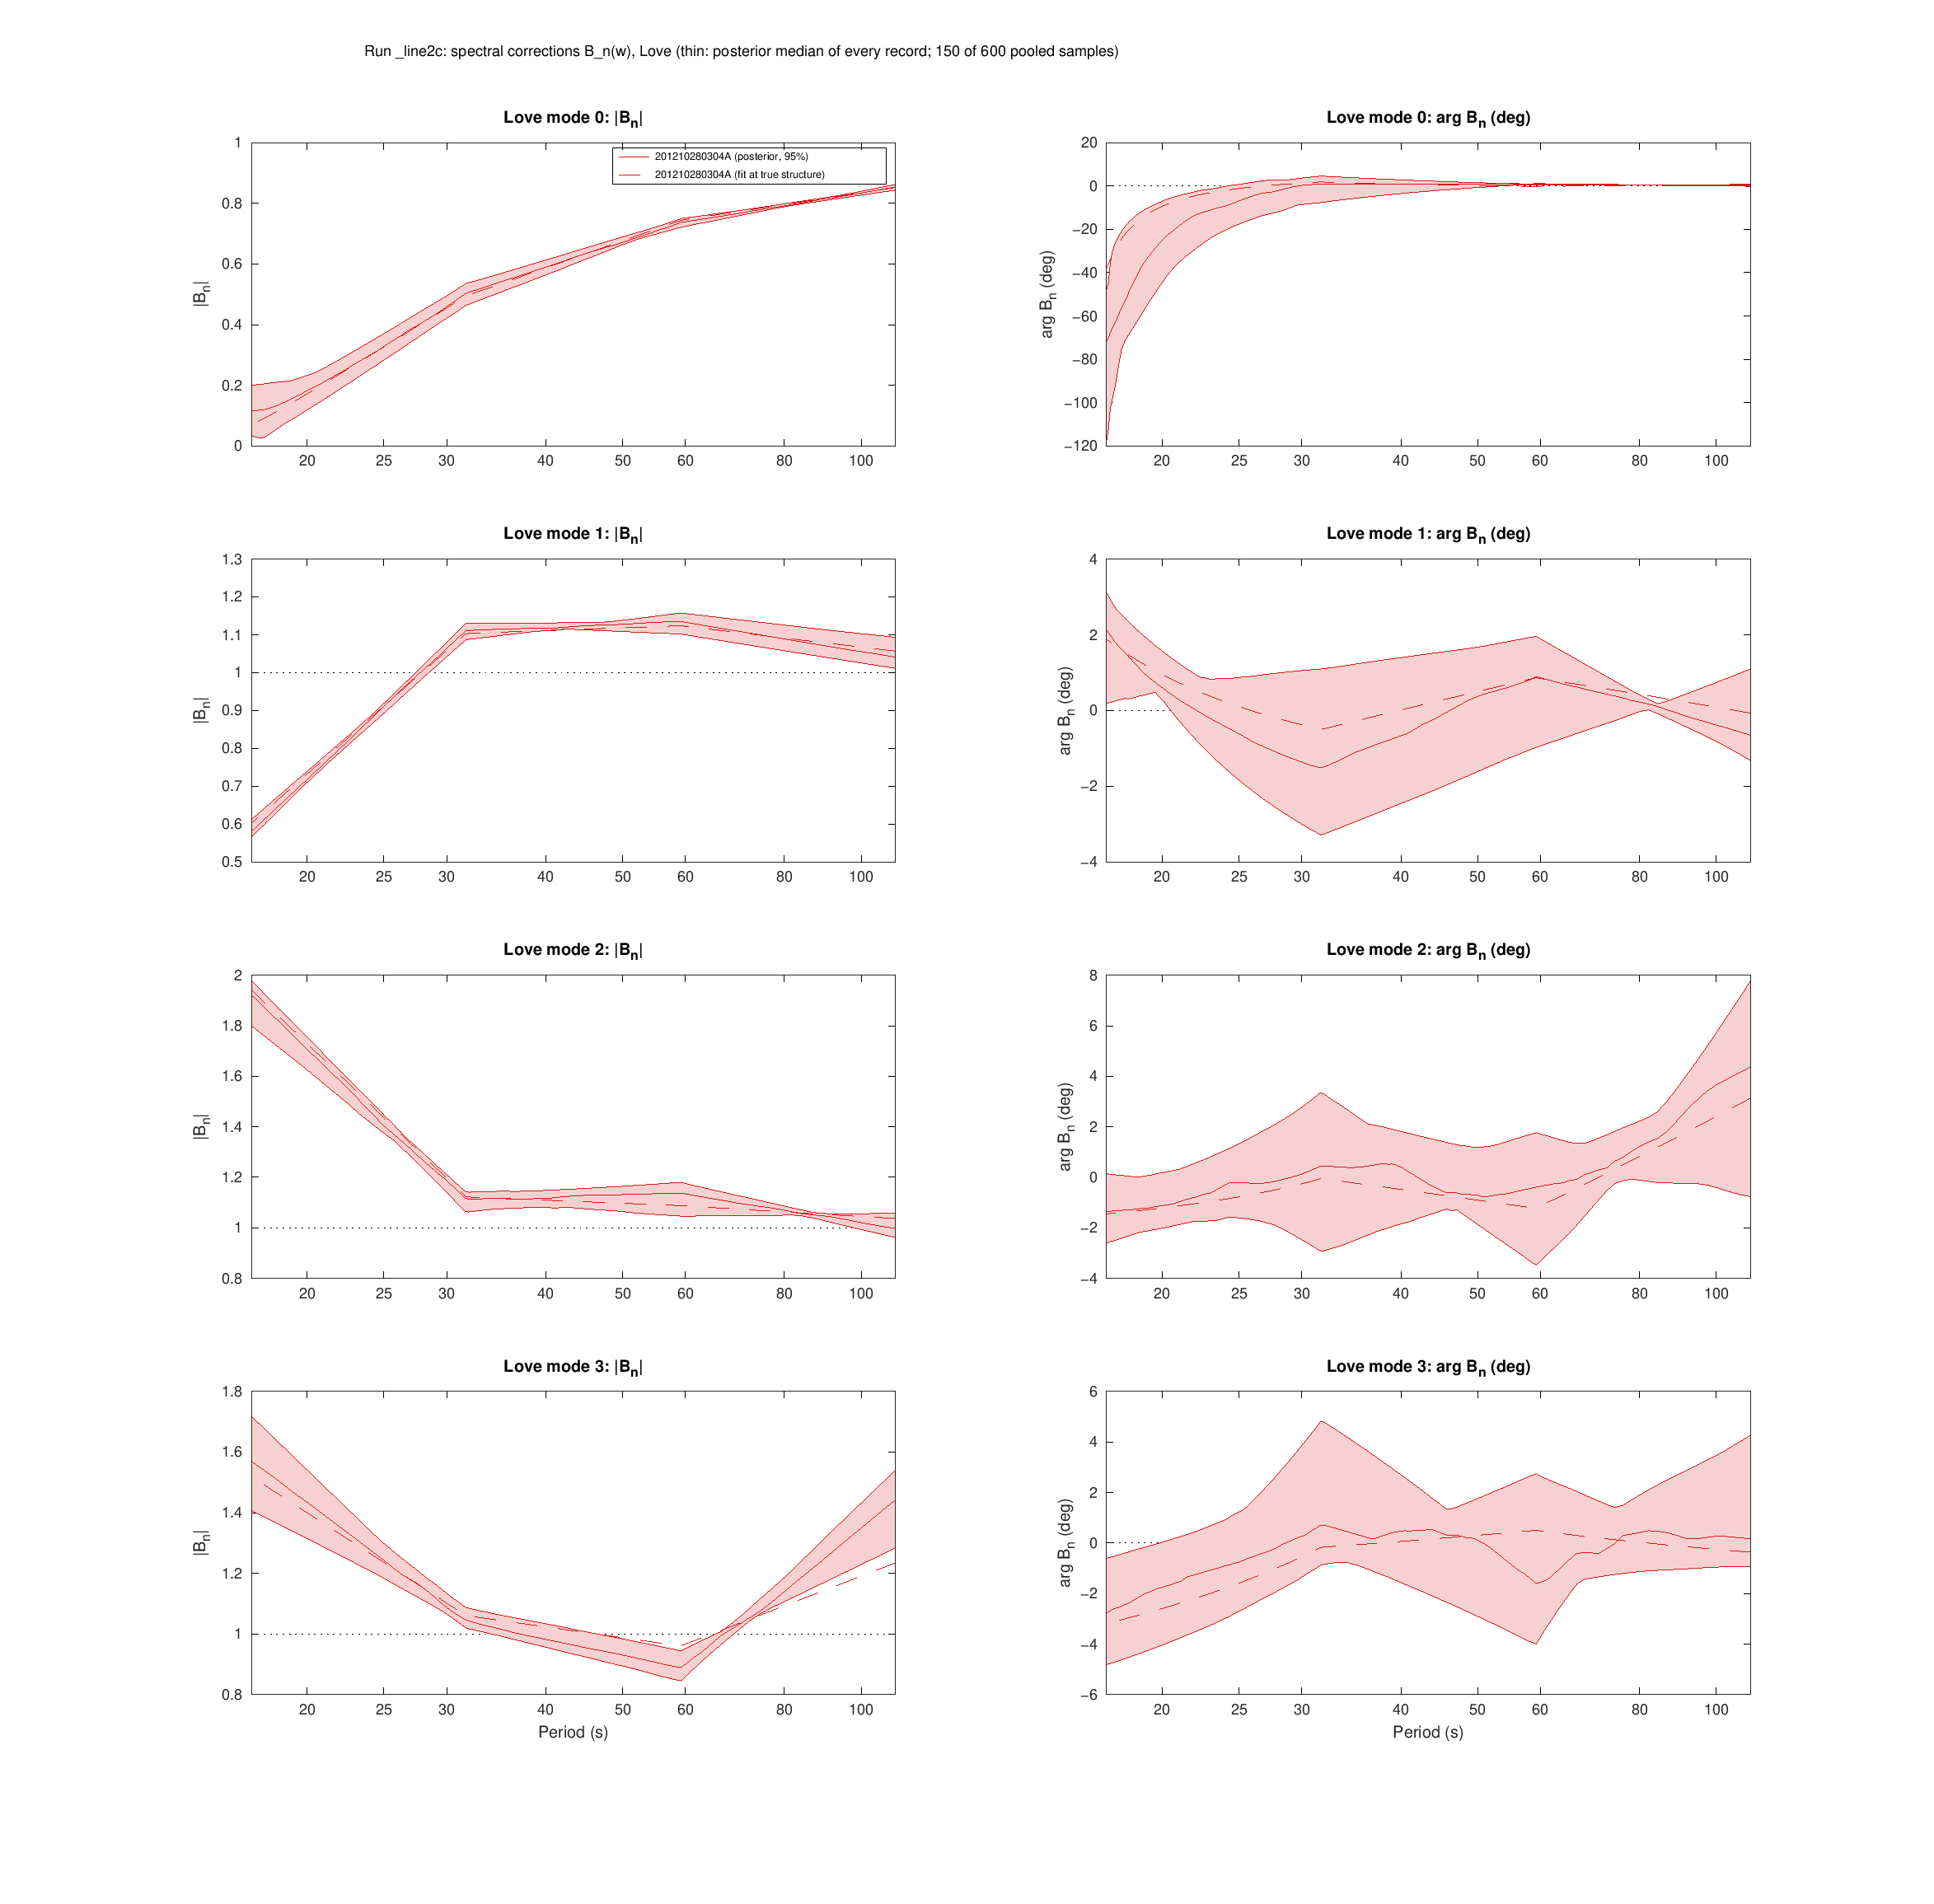 Run _line2c: spectral corrections B_n(w), Love (thin: posterior median of every record; 150 of 600 pooled samples)
Love mode 0: |Bn|
1
0.8
0.6
0.4
0.2
0
|Bn|
20 25 30 40 50 60 80 100
201210280304A (posterior, 95%)
201210280304A (fit at true structure)
Love mode 0: arg Bn (deg)
20
0
−20
−40
−60
−80
−100
−120
arg Bn (deg)
20 25 30 40 50 60 80 100
Love mode 1: |Bn|
1.3
1.2
1.1
1
0.9
0.8
0.7
0.6
0.5
|Bn|
20 25 30 40 50 60 80 100
Love mode 1: arg Bn (deg)
4
2
0
−2
−4
arg Bn (deg)
20 25 30 40 50 60 80 100
Love mode 2: |Bn|
2
1.8
1.6
1.4
1.2
1
0.8
|Bn|
20 25 30 40 50 60 80 100
Love mode 2: arg Bn (deg)
8
6
4
2
0
−2
−4
arg Bn (deg)
20 25 30 40 50 60 80 100
Love mode 3: |Bn|
1.8
1.6
1.4
1.2
1
0.8
|Bn|
20 25 30 40 50 60 80 100
Period (s)
Love mode 3: arg Bn (deg)
6
4
2
0
−2
−4
−6
arg Bn (deg)
20 25 30 40 50 60 80 100
Period (s)